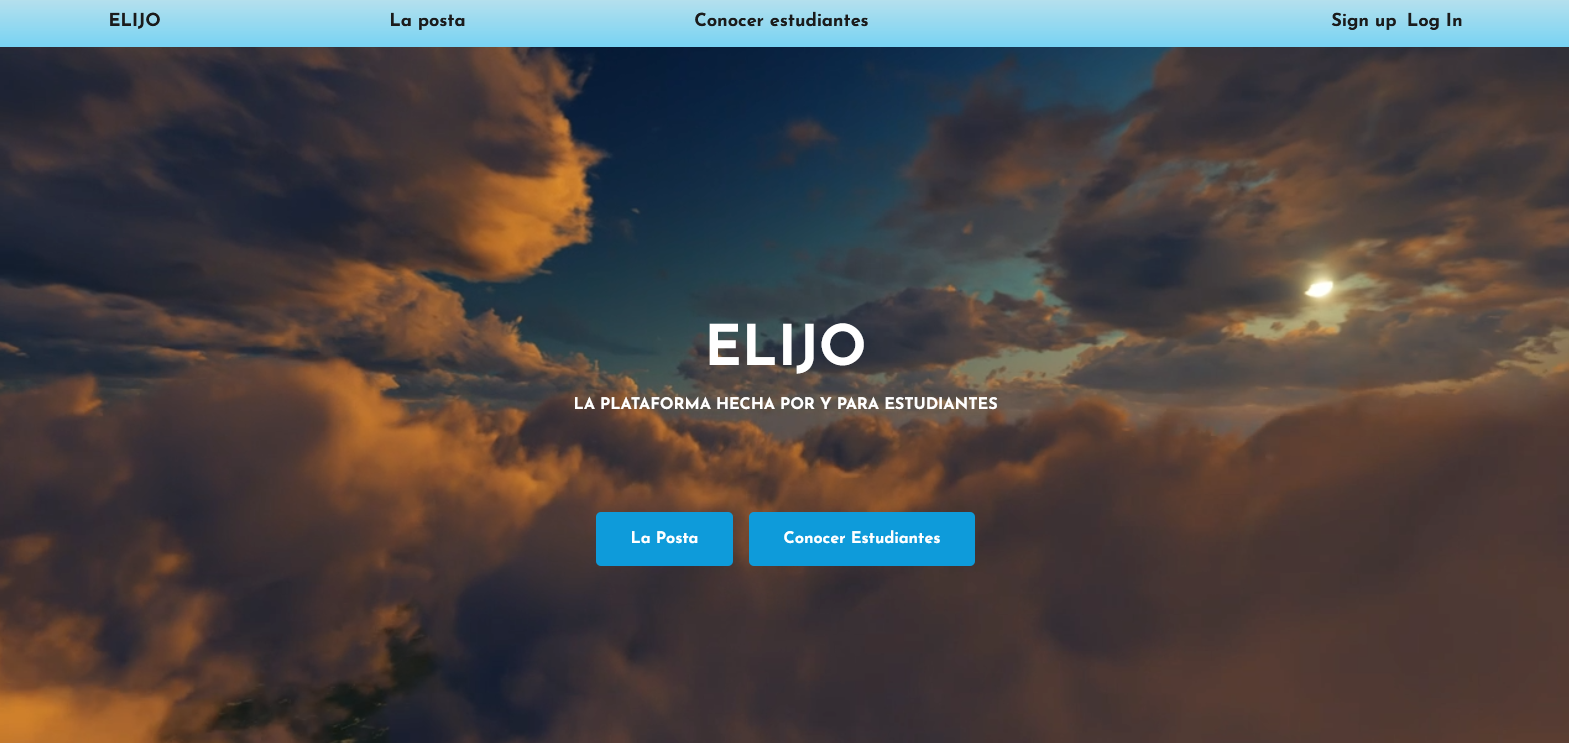 ELIJO La posta Conocer estudiantes Sign up Log In
ELIJO
LA PLATAFORMA HECHA POR Y PARA ESTUDIANTES
La Posta Conocer Estudiantes